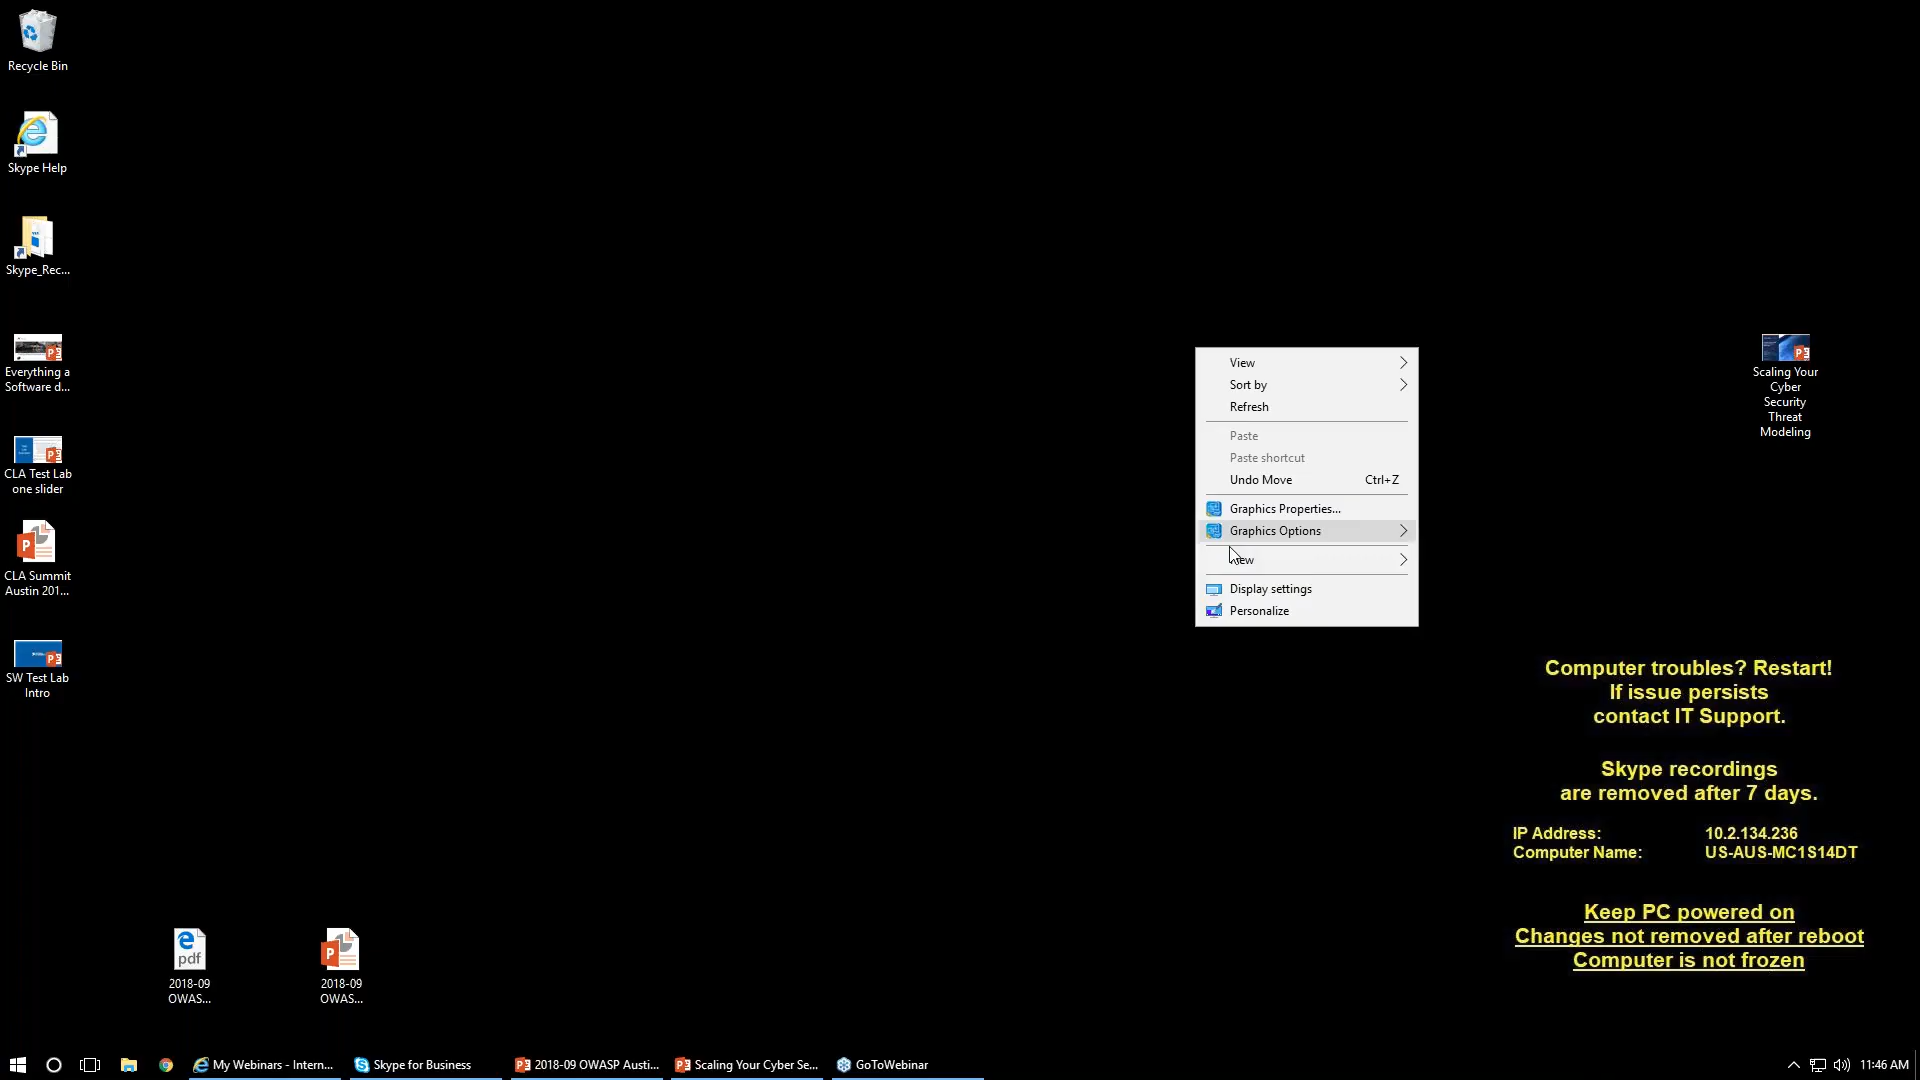 Recycle Bin
Skype Help
Skype_Rec...
Everything a
Software d...
CLA Test Lab
one slider
CLA Summit
Austin 201...
SW Test Lab
Intro
pdf
2018-09
OWAS...
2018-09
OWAS...
View
Sort by
Refresh
Paste
Paste shortcut
Undo Move Ctrl+Z
Graphics Properties...
Graphics Options
Display settings
Personalize
Scaling Your
Cyber
Security
Threat
Modeling
Computer troubles? Restart!
If issue persists
contact IT Support.
Skype recordings
are removed after 7 days.
IP Address: 10.2.134.236
Computer Name: US-AUS-MC1S14DT
Keep PC powered on
Changes not removed after reboot
Computer is not frozen
My Webinars - Intern...
Skype for Business
2018-09 OWASP Austi...
Scaling Your Cyber Se...
GoToWebinar
11:46 AM